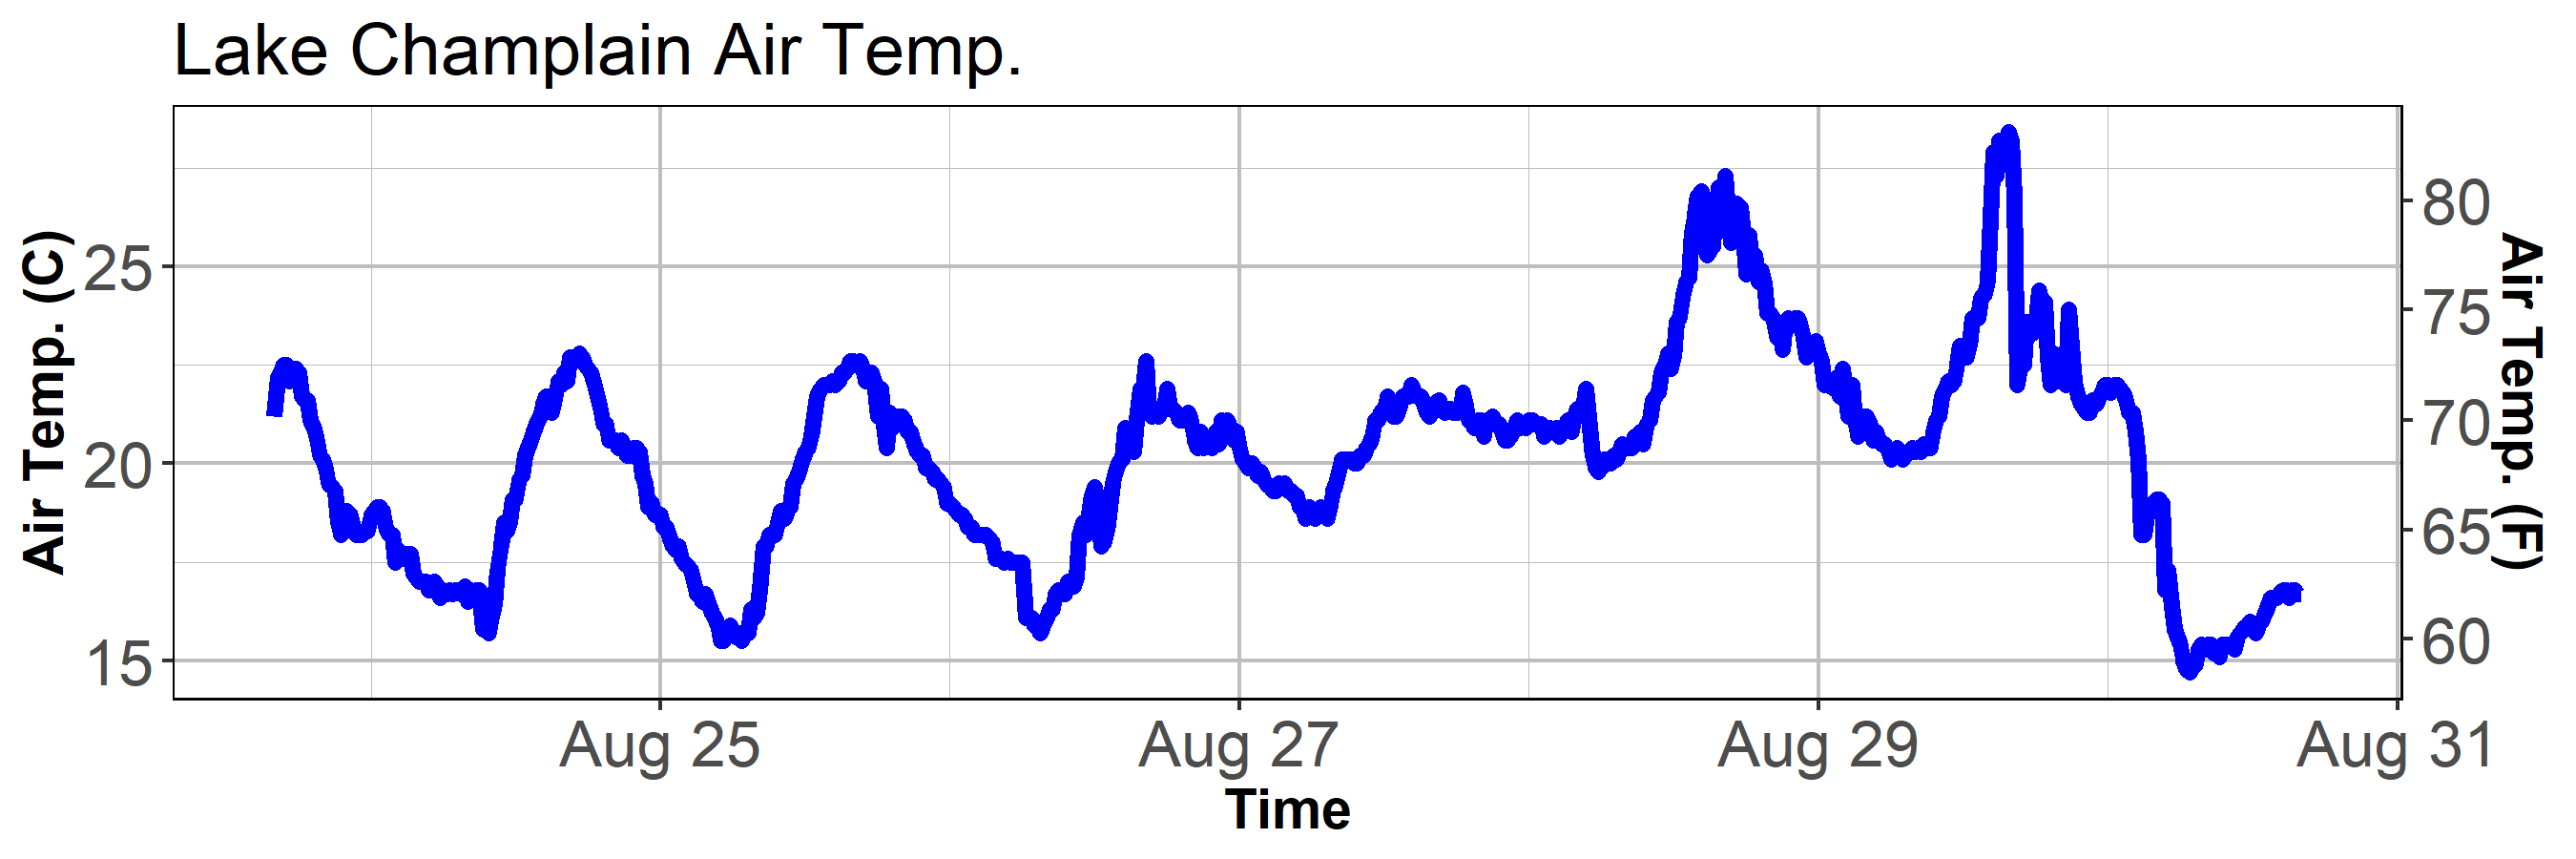 Lake Champlain Air Temp.
Air Temp. (C)
25
20
15
80
75
70
65
60
Air Temp. (F)
Aug 25
Aug 27
Aug 29
Aug 31
Time